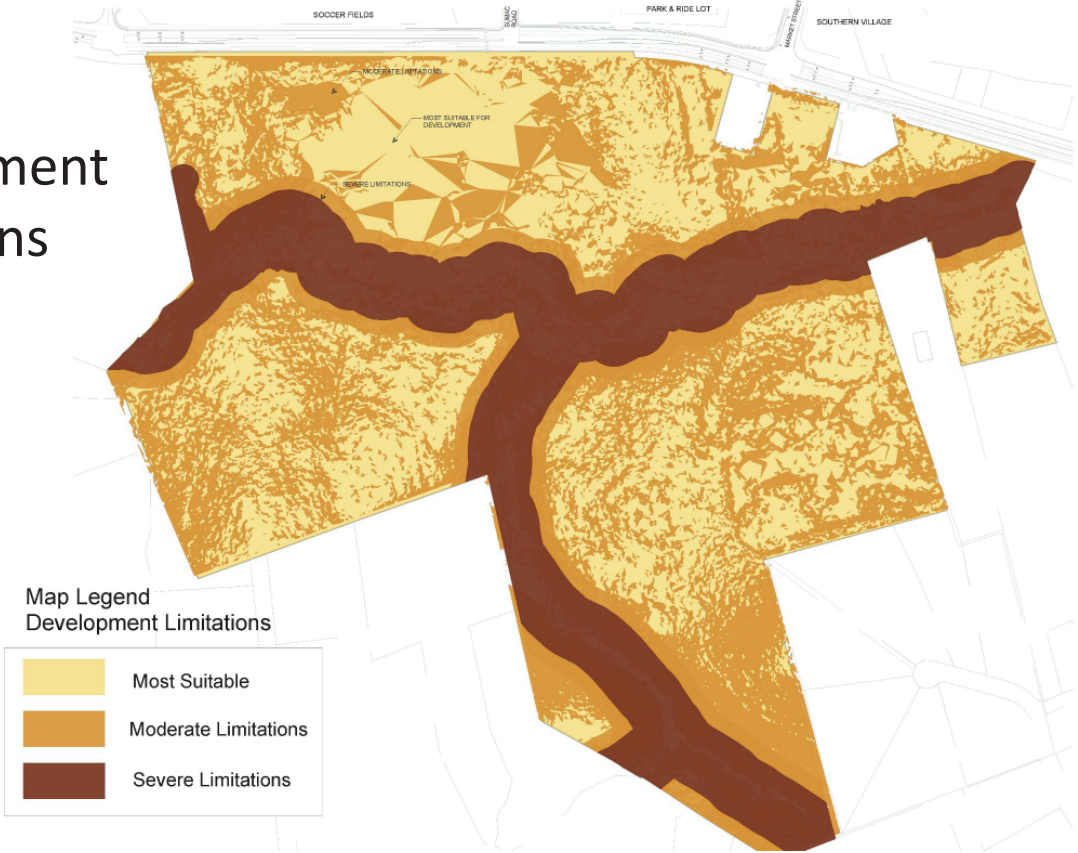 SOCCER FIELDS
SUMAC
ROAD
PARK & RIDE LOT
MARKET STREET
SOUTHERN VILLAGE
MODERATE LIMITATIONS
MOST SUITABLE FOR
DEVELOPMENT
SEVERE LIMITATIONS
ment
ns
Map Legend
Development Limitations
Most Suitable
Moderate Limitations
Severe Limitations